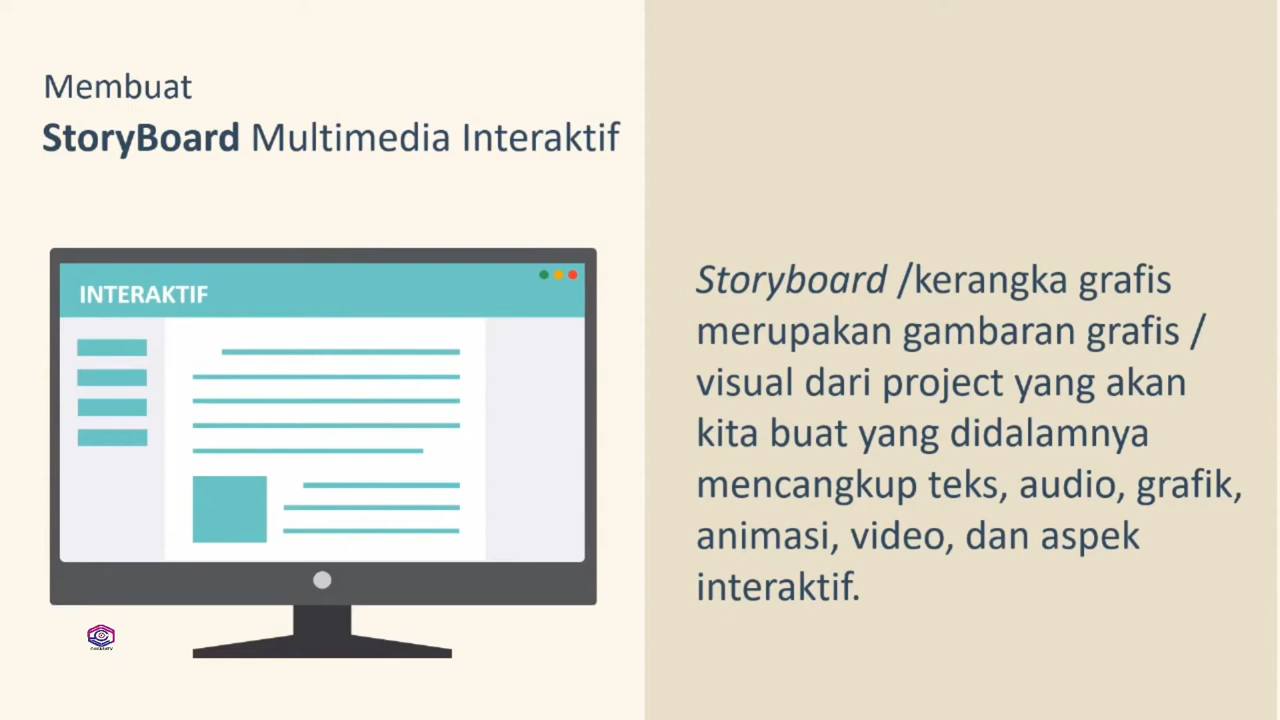 Membuat
StoryBoard Multimedia Interaktif
INTERAKTIF
Storyboard /kerangka grafis
merupakan gambaran grafis /
visual dari project yang akan
kita buat yang didalamnya
mencangkup teks, audio, grafik,
animasi, video, dan aspek
interaktif.